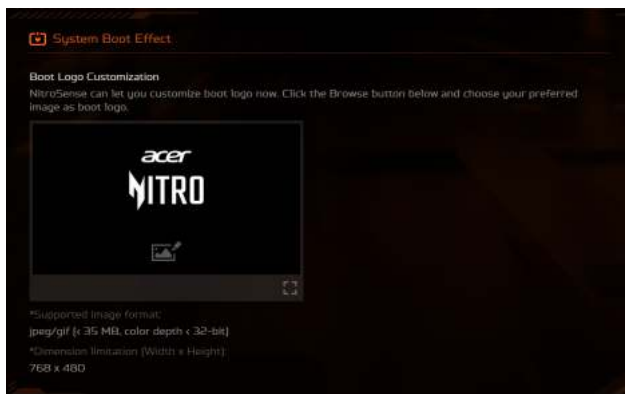 System Boot Effect
Boot Logo Customization
NitroSense can let you customize boot logo now. Click the Browse button below and choose your preferred
image as boot logo.
acer
NITRO
*Supported image format:
jpeg/gif (< 35 MB, color depth < 32-bit)
*Dimension limitation (Width x Height):
768 x 480